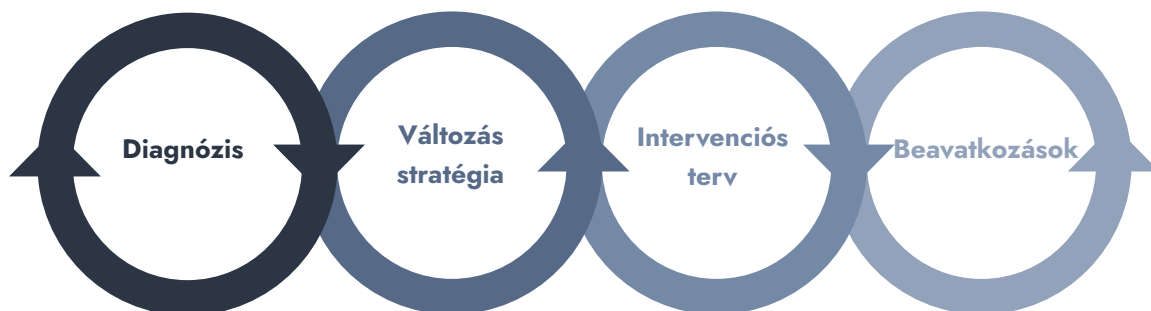 Diagnózis
Változás
stratégia
Intervenciós
terv
Beavatkozások